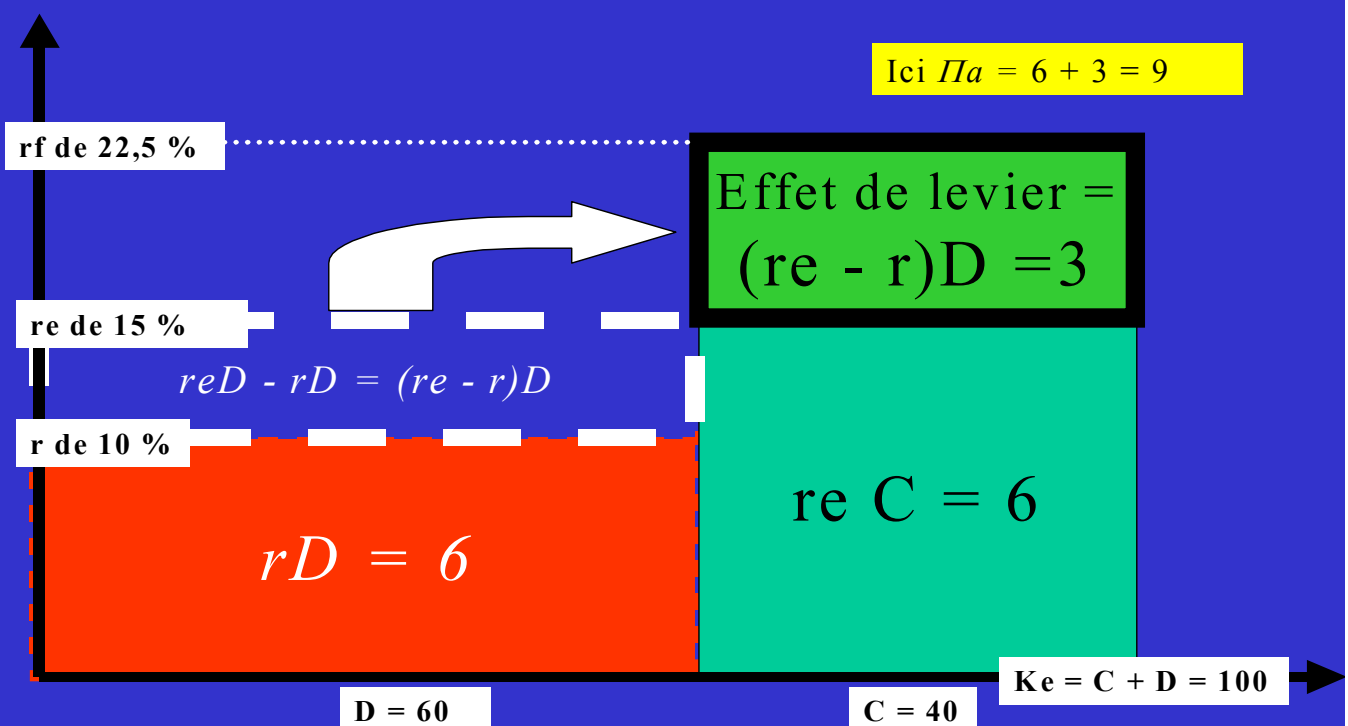 Ici Πa = 6 + 3 = 9
rf de 22,5 %
Effet de levier =
(re - r)D =3
re de 15 %
reD - rD = (re - r)D
r de 10 %
re C = 6
rD = 6
Ke = C + D = 100
D = 60
C = 40